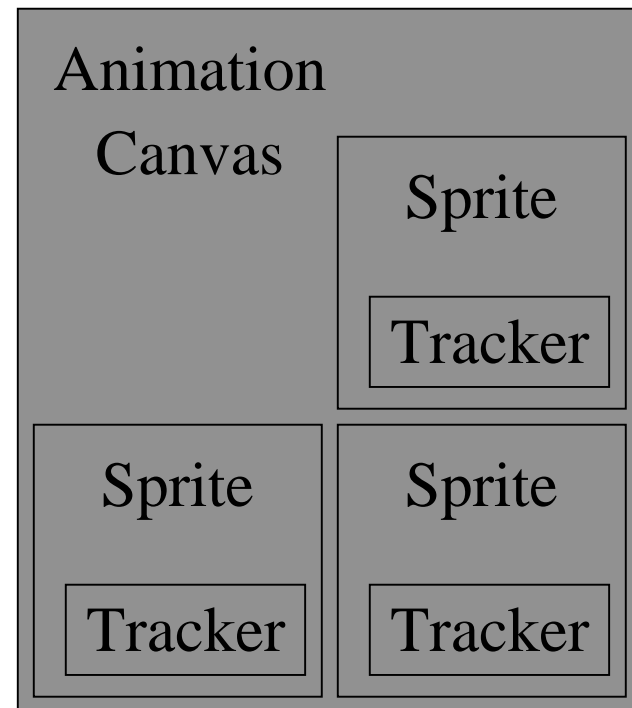 Animation
Canvas
Sprite
Tracker
Sprite
Tracker
Sprite
Tracker